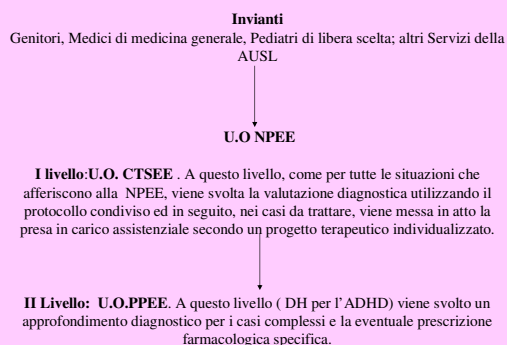 Invianti
Genitori, Medici di medicina generale, Pediatri di libera scelta; altri Servizi della
AUSL
U.O NPEE
I livello:U.O. CTSEE . A questo livello, come per tutte le situazioni che
afferiscono alla NPEE, viene svolta la valutazione diagnostica utilizzando il
protocollo condiviso ed in seguito, nei casi da trattare, viene messa in atto la
presa in carico assistenziale secondo un progetto terapeutico individualizzato.
II Livello: U.O.PPEE. A questo livello ( DH per l'ADHD) viene svolto un
approfondimento diagnostico per i casi complessi e la eventuale prescrizione
farmacologica specifica.